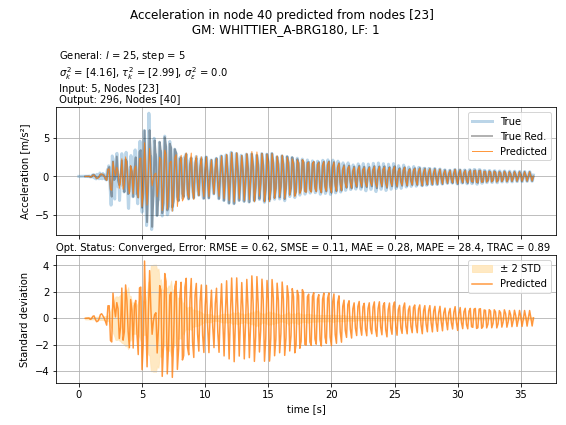 Acceleration in node 40 predicted from nodes [23]
GM: WHITTIER_A-BRG180, LF: 1
General: l = 25, step = 5
σ²ₖ = [4.16], τ²ₖ = [2.99], σ²ε = 0.0
Input: 5, Nodes [23]
Output: 296, Nodes [40]
Acceleration [m/s²]
5
0
−5
True
True Red.
Predicted
Opt. Status: Converged, Error: RMSE = 0.62, SMSE = 0.11, MAE = 0.28, MAPE = 28.4, TRAC = 0.89
Standard deviation
4
2
0
−2
−4
± 2 STD
Predicted
0 5 10 15 20 25 30 35
time [s]